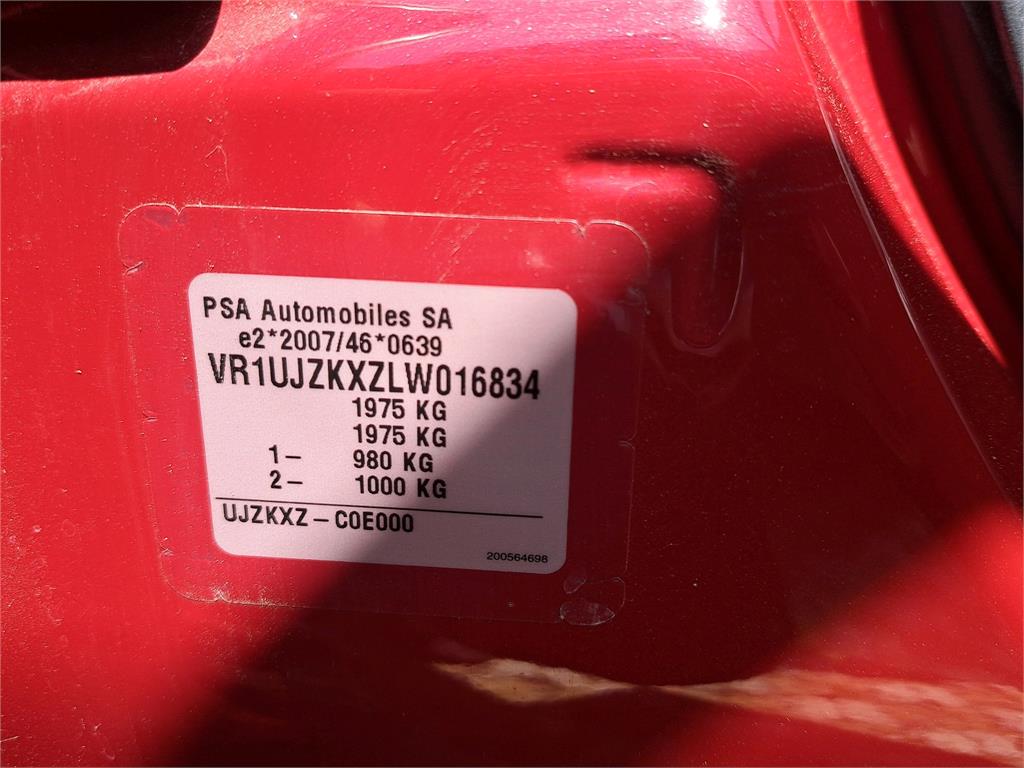 PSA Automobiles SA
e2*2007/46*0639
VR1UJZKXZLW016834
1975 KG
1975 KG
1– 980 KG
2– 1000 KG
UJZKXZ–C0E000
200564698